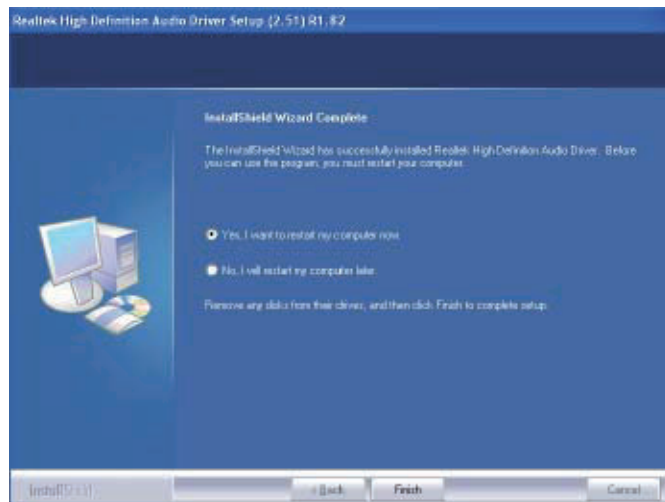 Realtek High Definition Audio Driver Setup (2.51) R1.82
InstallShield Wizard Complete
The InstallShield Wizard has successfully installed Realtek High Definition Audio Driver. Before
you can use the program, you must restart your computer.
Yes, I want to restart my computer now.
No, I will restart my computer later.
Remove any disks from their drives, and then click Finish to complete setup.
InstallShield
< Back
Finish
Cancel